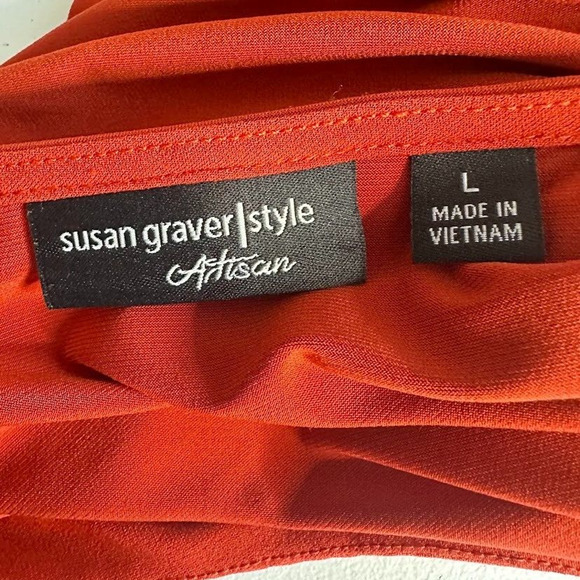 susan graver|style
Artisan
L
MADE IN
VIETNAM